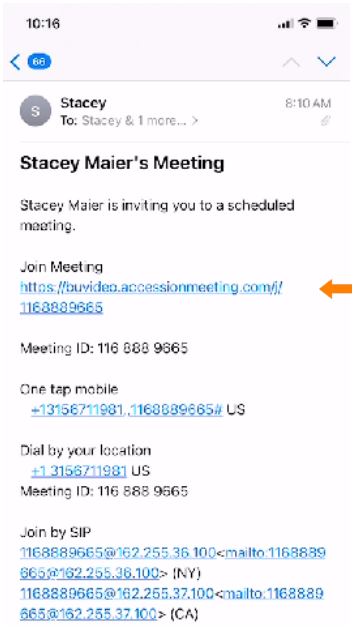 10:16
66
S
Stacey
8:10 AM
To: Stacey & 1 more... >
Stacey Maier's Meeting
Stacey Maier is inviting you to a scheduled
meeting.
Join Meeting
https://buvideo.accessionmeeting.com/j/
1168889665
Meeting ID: 116 888 9665
One tap mobile
+13156711981,,1168889665# US
Dial by your location
+1 3156711981 US
Meeting ID: 116 888 9665
Join by SIP
1168889665@162.255.36.100<mailto:1168889
665@162.255.36.100> (NY)
1168889665@162.255.37.100<mailto:1168889
665@162.255.37.100> (CA)